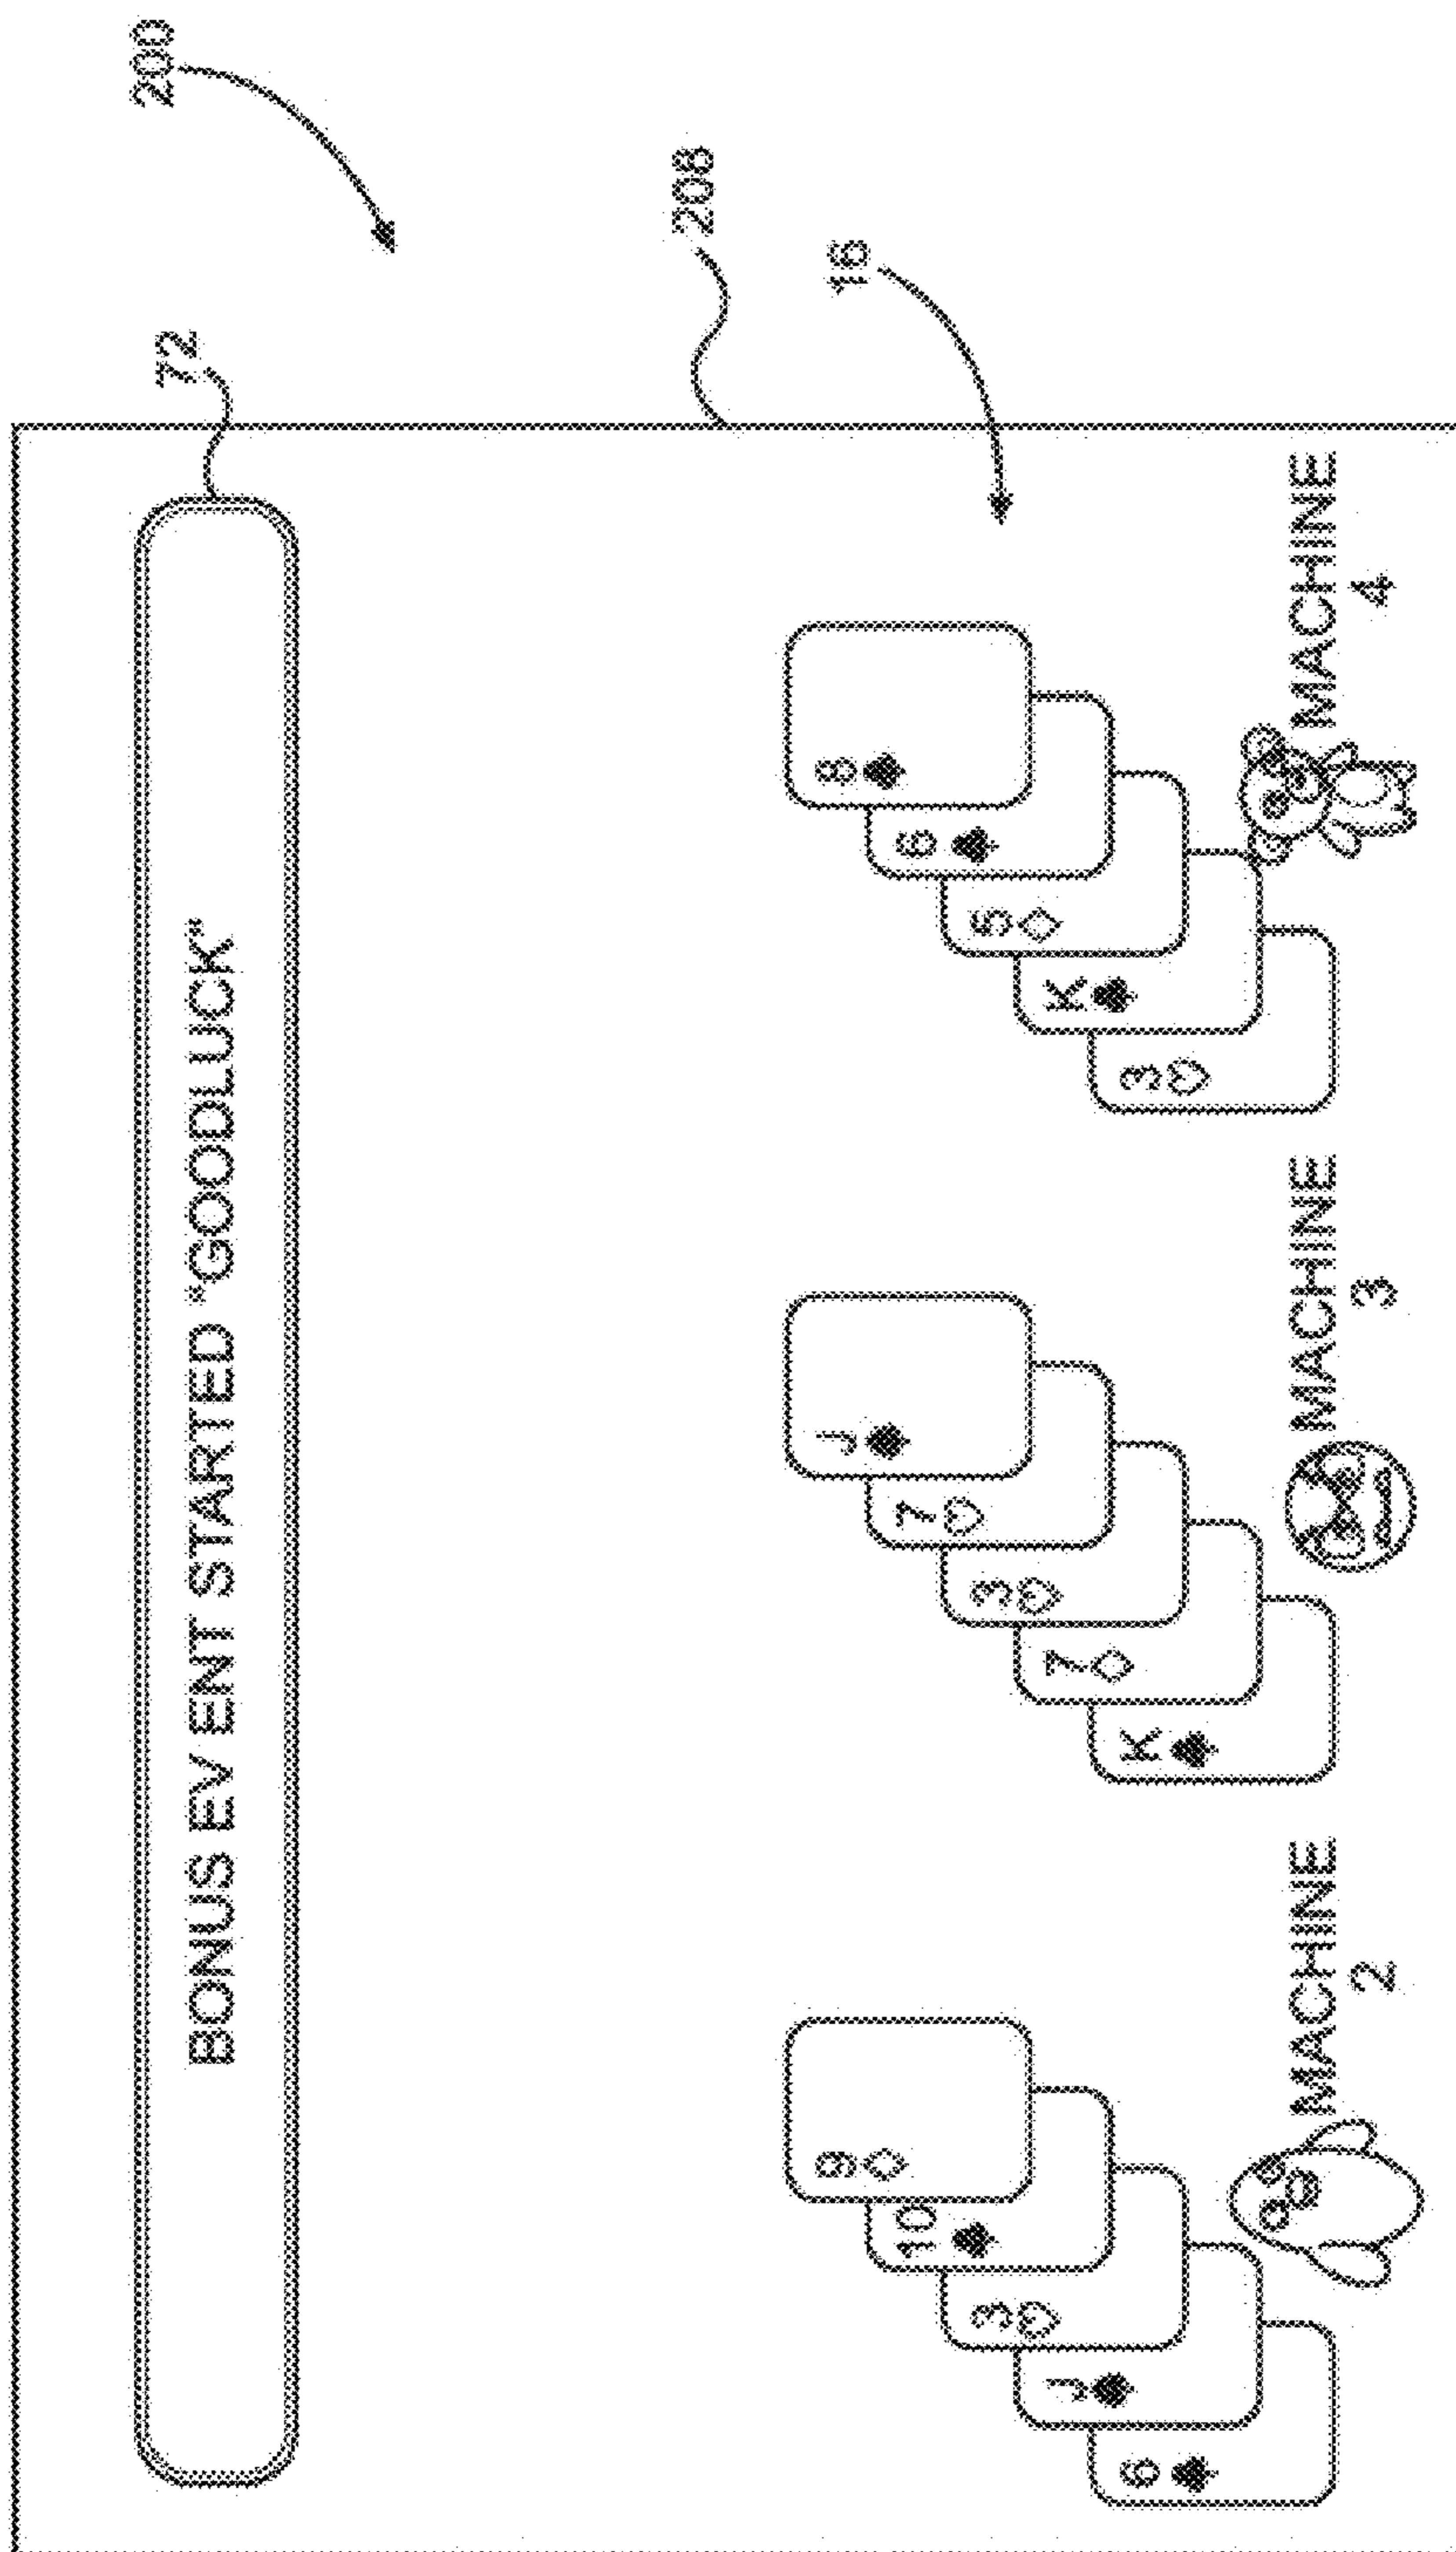 200
72
BONUS EV ENT STARTED "GOODLUCK"
208
16
6♠ J♠ 3♡ 10♠ 9♢
K♠ 7♢ 3♡ 7♡ J♠
3♡ K♣ 5♢ 6♠ 8♠
MACHINE 2
MACHINE 3
MACHINE 4